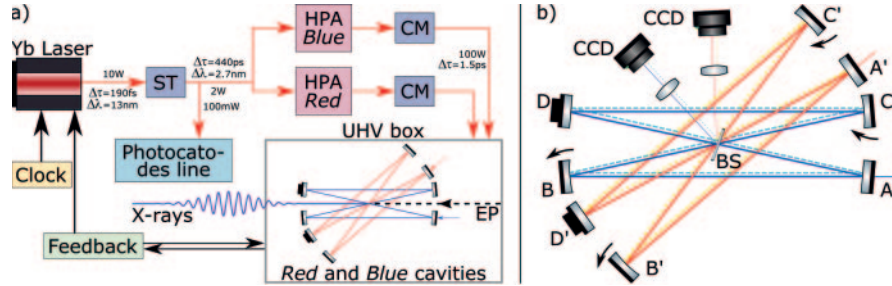 a)
Yb Laser
10W
Δτ=190fs
Δλ=13nm
ST
Δτ=440ps
Δλ=2.7nm
2W
100mW
HPA
Blue
CM
HPA
Red
CM
100W
Δτ=1.5ps
UHV box
Photocato-
des line
Clock
X-rays
EP
Feedback
Red and Blue cavities
b)
CCD
CCD
C'
A'
D
C
BS
B
A
D'
B'